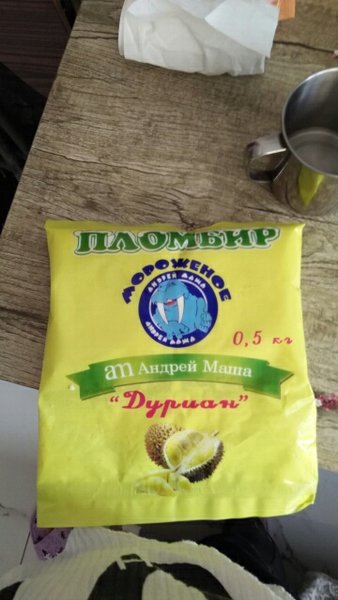 ПЛОМБИР
МОРОЖЕНОЕ
АНДРЕЙ МАША
АНДРЕЙ МАША
0,5 кг
am Андрей Маша
"Дуриан"